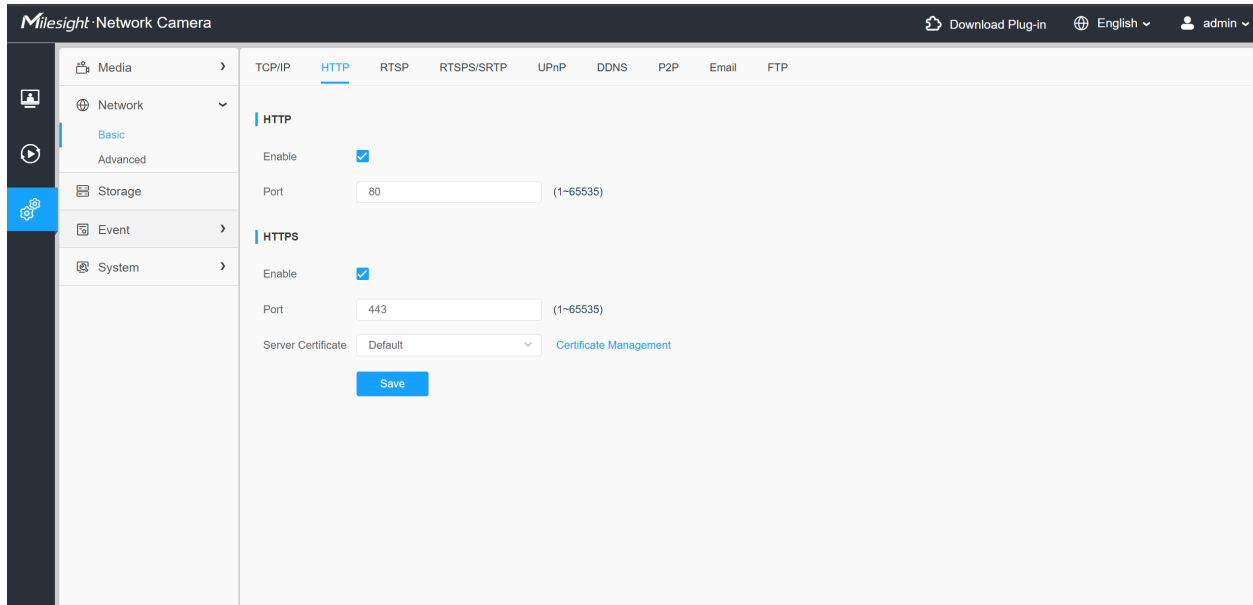 Milesight·Network Camera
Download Plug-in
English
admin
Media
Network
Basic
Advanced
Storage
Event
System
TCP/IP HTTP RTSP RTSPS/SRTP UPnP DDNS P2P Email FTP
HTTP
Enable
Port 80 (1~65535)
HTTPS
Enable
Port 443 (1~65535)
Server Certificate Default Certificate Management
Save